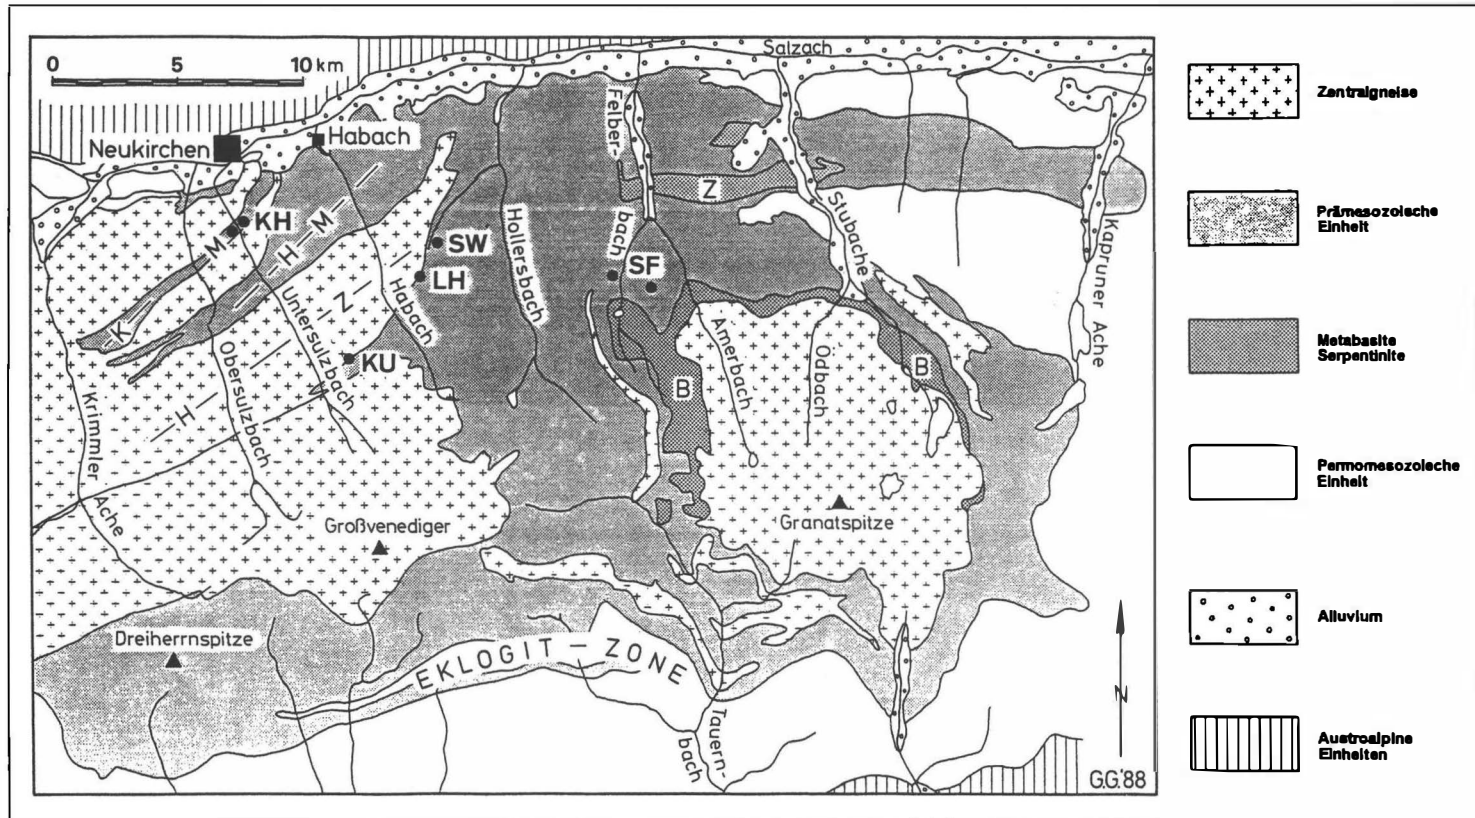 Salzach
0 5 10 km
Felber-
bach
Neukirchen
Habach
Z
KH
M
K
H
M
SW
LH
SF
Hollersbach
Stubache
Kapruner Ache
Z
Habach
Untersulzbach
Obersulzbach
KU
H
Krimmler
Ache
B
Amerbach
Ödbach
B
Großvenediger
Granatspitze
Dreiherrnspitze
EKLOGIT – ZONE
Tauern-
bach
N
G.G.'88
Zentralgneise
Prämesozoische
Einheit
Metabasite
Serpentinite
Permomesozoische
Einheit
Alluvium
Austroalpine
Einheiten